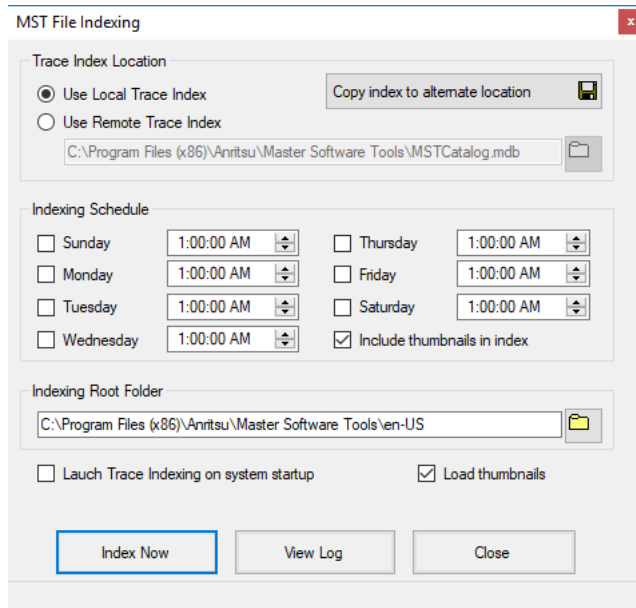 MST File Indexing
x
Trace Index Location
Use Local Trace Index
Copy index to alternate location
Use Remote Trace Index
C:\Program Files (x86)\Anritsu\Master Software Tools\MSTCatalog.mdb
Indexing Schedule
Sunday 1:00:00 AM Thursday 1:00:00 AM
Monday 1:00:00 AM Friday 1:00:00 AM
Tuesday 1:00:00 AM Saturday 1:00:00 AM
Wednesday 1:00:00 AM Include thumbnails in index
Indexing Root Folder
C:\Program Files (x86)\Anritsu\Master Software Tools\en-US
Lauch Trace Indexing on system startup Load thumbnails
Index Now View Log Close